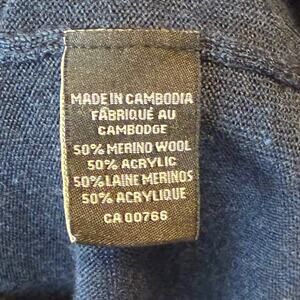 MADE IN CAMBODIA
FABRIQUÉ AU
CAMBODGE
50% MERINO WOOL
50% ACRYLIC
50% LAINE MERINOS
50% ACRYLIQUE
CA 00766